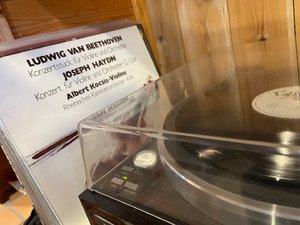 LUDWIG VAN BEETHOVEN
Konzertstück für Violine und Orchester
JOSEPH HAYDN
Konzert für Violine und Orchester G-Dur
Albert Kocsis-Violine
Rheinisches Kammerorchester Köln